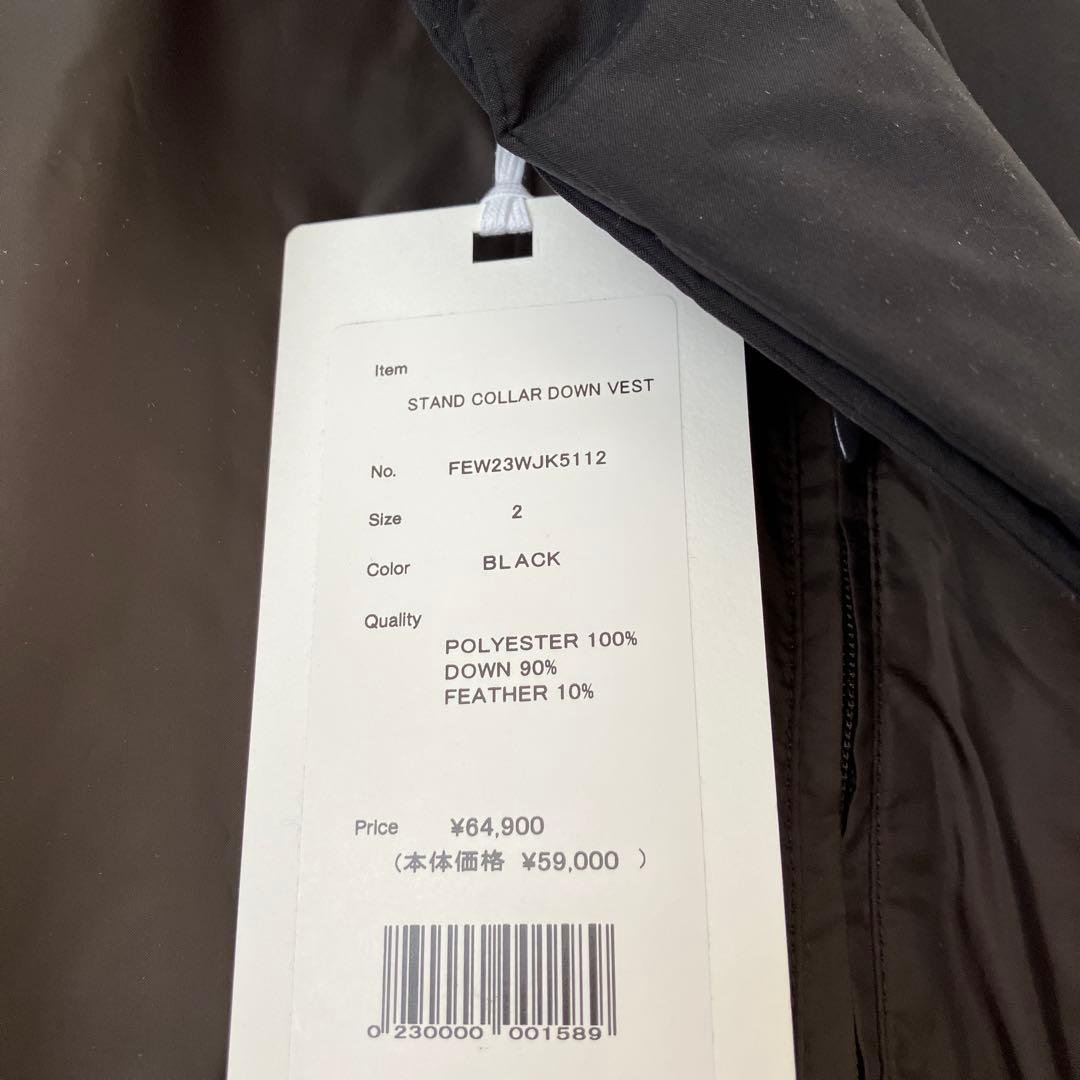 Item
STAND COLLAR DOWN VEST
No. FEW23WJK5112
Size 2
Color BLACK
Quality
POLYESTER 100%
DOWN 90%
FEATHER 10%
Price ¥64,900
(本体価格 ¥59,000 )
0 230000 001589